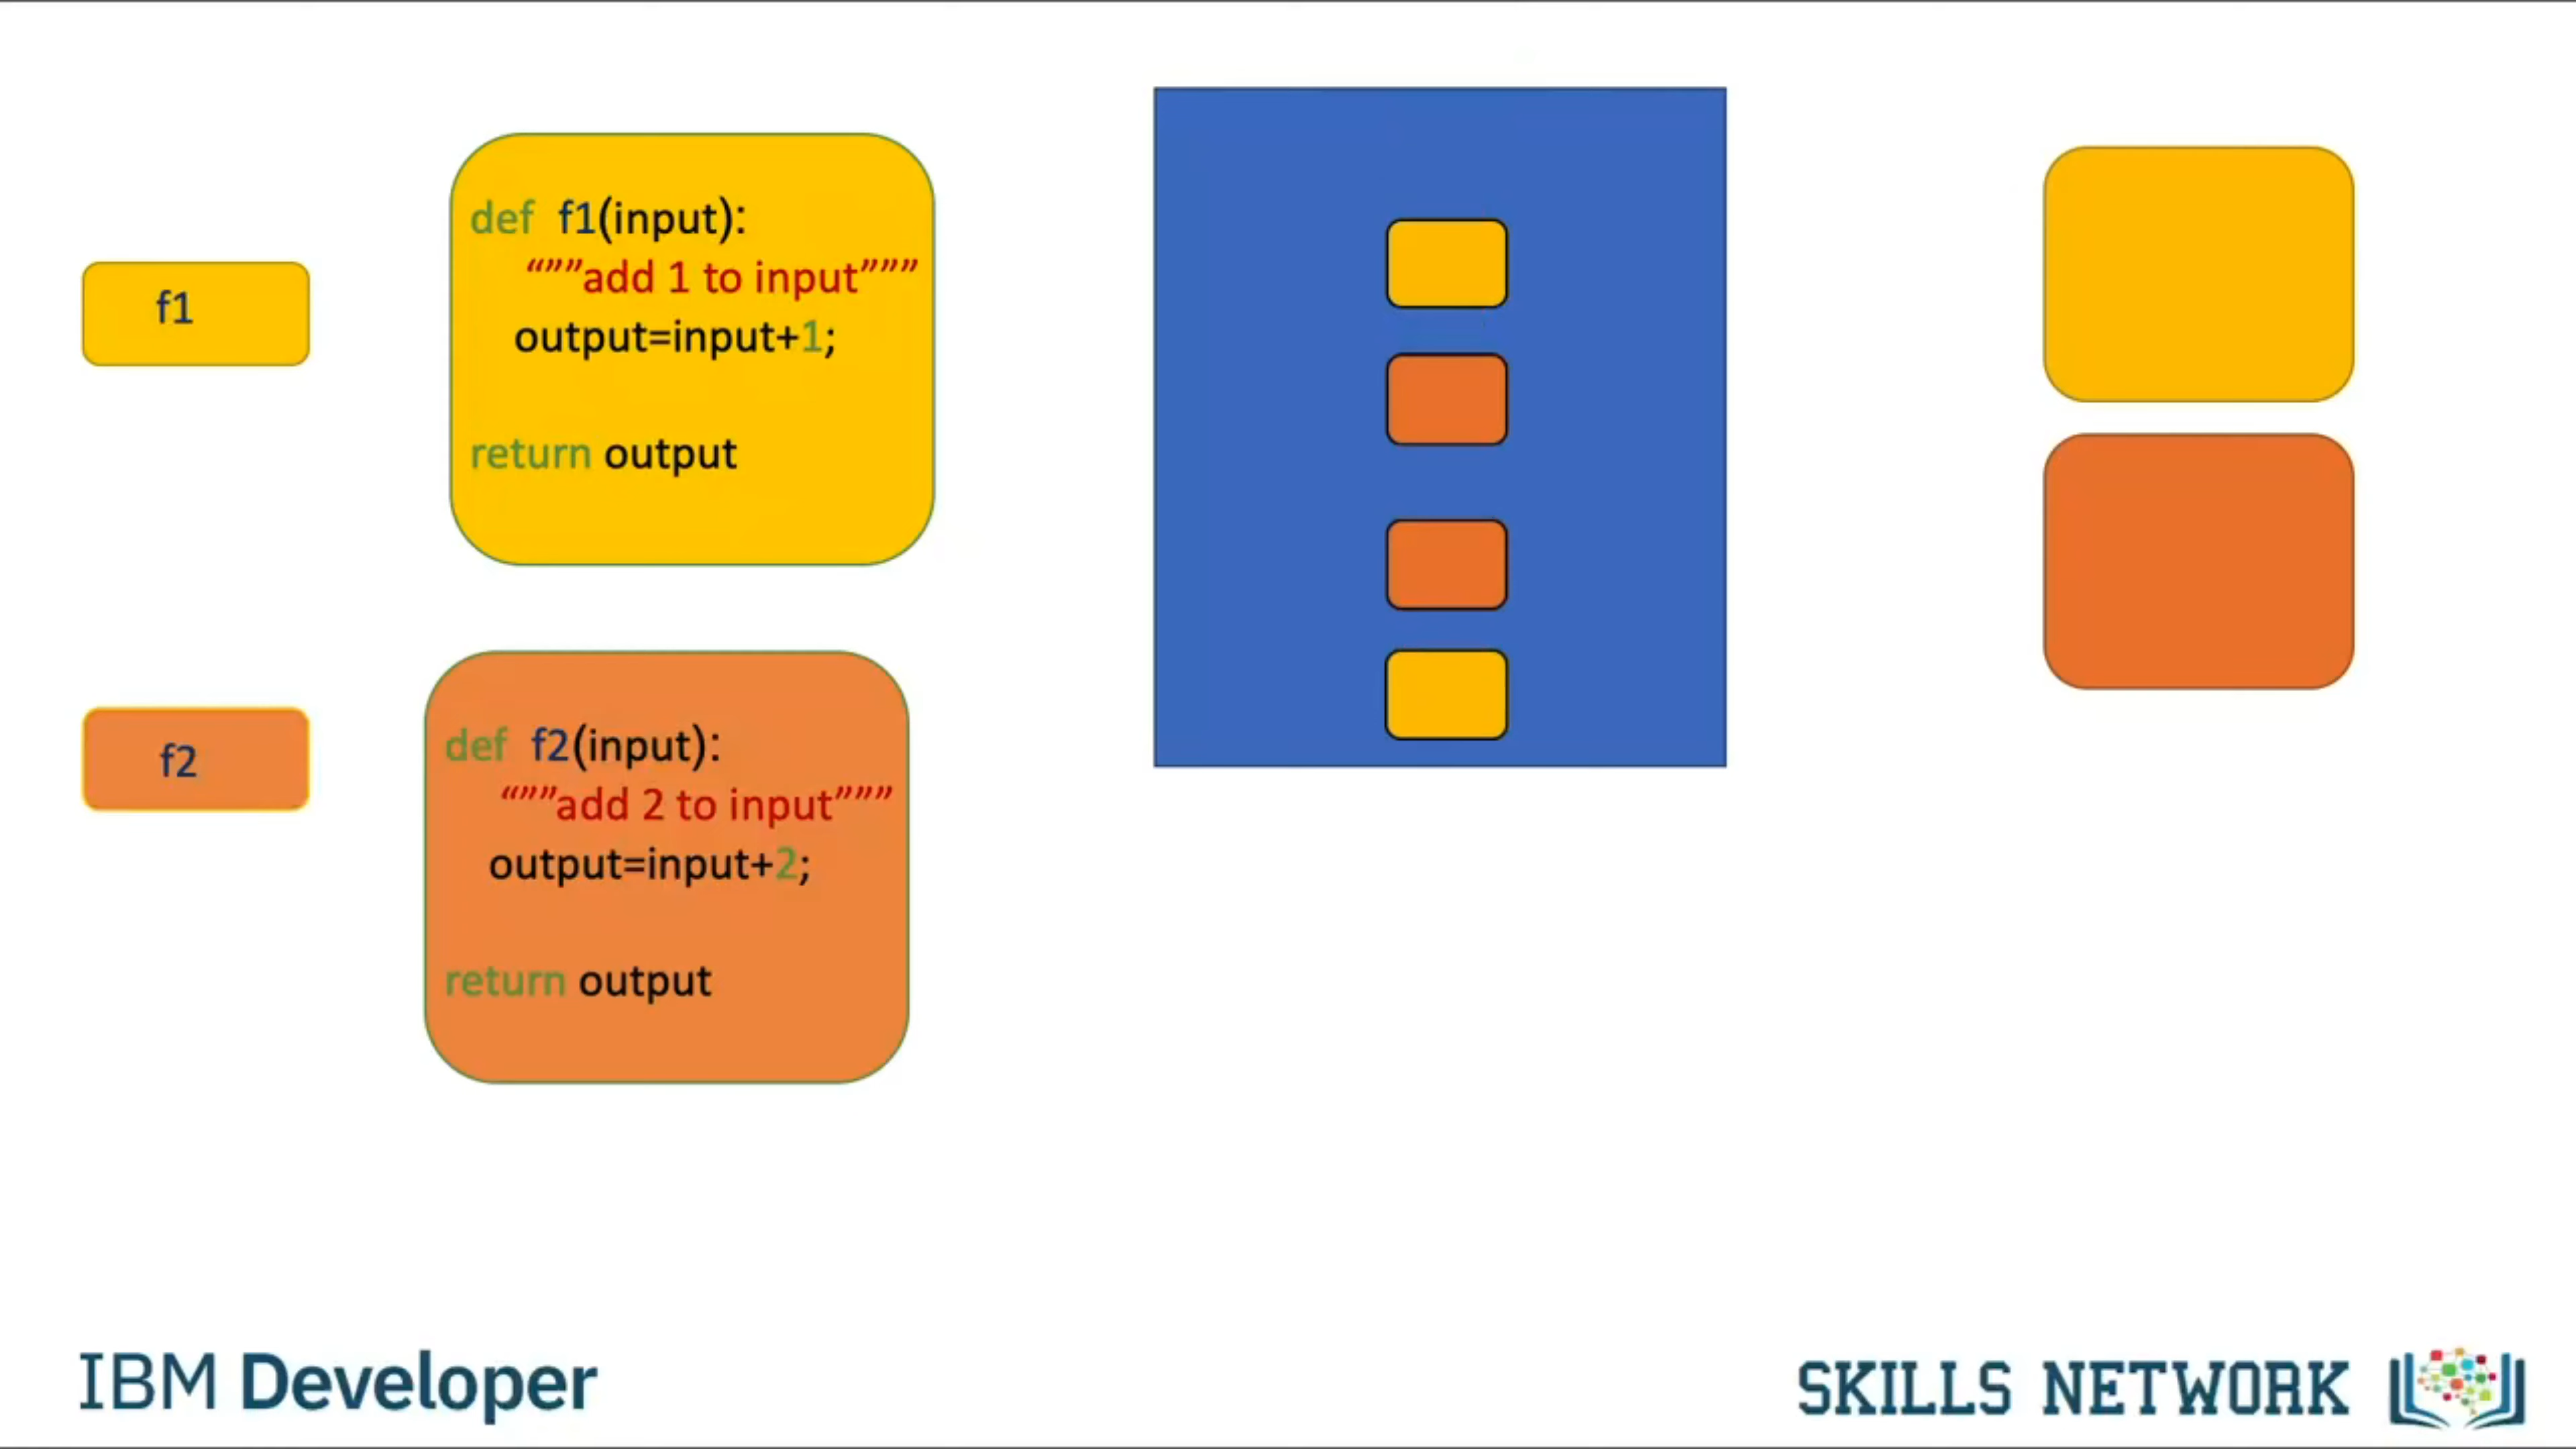 f1
def f1(input):
“””add 1 to input”””
output=input+1;
return output
f2
def f2(input):
“””add 2 to input”””
output=input+2;
return output
IBM Developer
SKILLS NETWORK